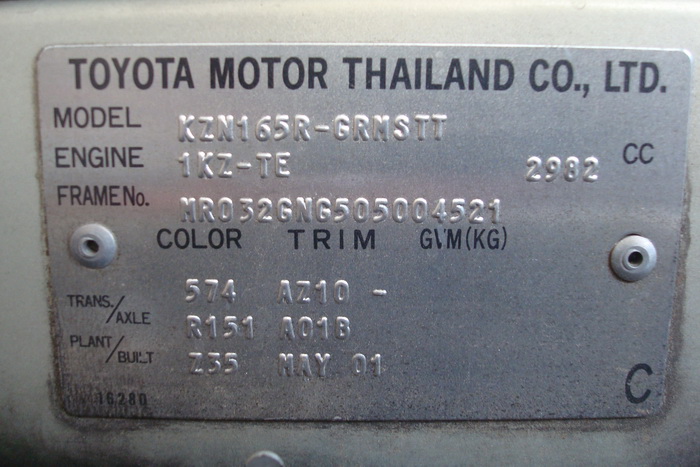 TOYOTA MOTOR THAILAND CO., LTD.
MODEL KZN165R-GRMSTT
ENGINE 1KZ-TE 2982 CC
FRAME No. MR032GNG505004521
COLOR TRIM GVM(KG)
574 AZ10 -
TRANS./AXLE R151 A01B
PLANT/BUILT Z35 MAY 01
16280 C